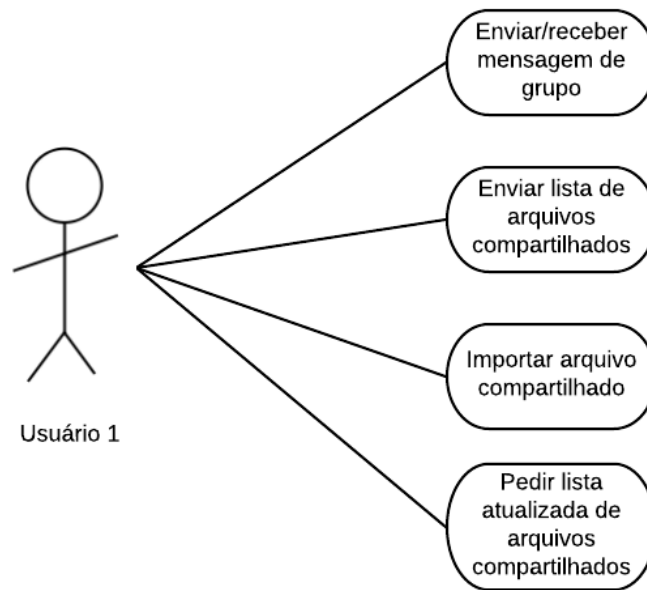 Enviar/receber
mensagem de
grupo
Enviar lista de
arquivos
compartilhados
Importar arquivo
compartilhado
Usuário 1
Pedir lista
atualizada de
arquivos
compartilhados